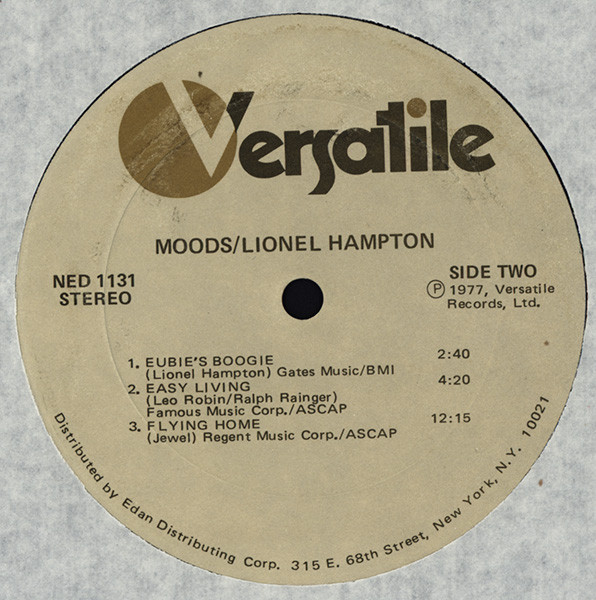 Versatile
MOODS/LIONEL HAMPTON
NED 1131
STEREO
SIDE TWO
Ⓟ 1977, Versatile
Records, Ltd.
1. EUBIE'S BOOGIE 2:40
(Lionel Hampton) Gates Music/BMI
2. EASY LIVING 4:20
(Leo Robin/Ralph Rainger)
Famous Music Corp./ASCAP
3. FLYING HOME 12:15
(Jewel) Regent Music Corp./ASCAP
Distributed by Edan Distributing Corp. 315 E. 68th Street, New York, N.Y. 10021